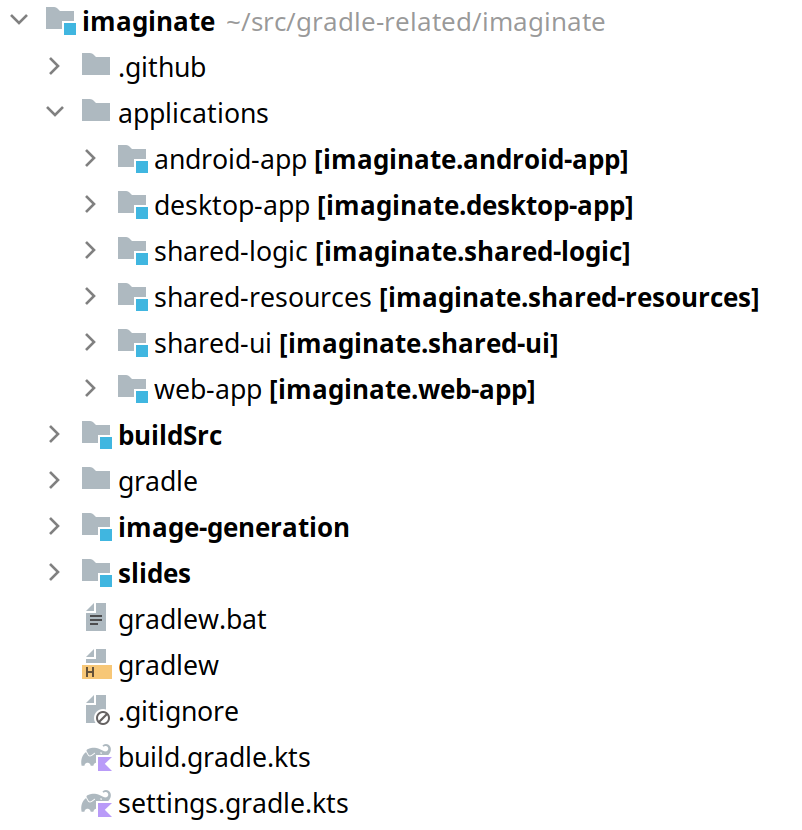 imaginate ~/src/gradle-related/imaginate
.github
applications
android-app [imaginate.android-app]
desktop-app [imaginate.desktop-app]
shared-logic [imaginate.shared-logic]
shared-resources [imaginate.shared-resources]
shared-ui [imaginate.shared-ui]
web-app [imaginate.web-app]
buildSrc
gradle
image-generation
slides
gradlew.bat
H gradlew
.gitignore
build.gradle.kts
settings.gradle.kts